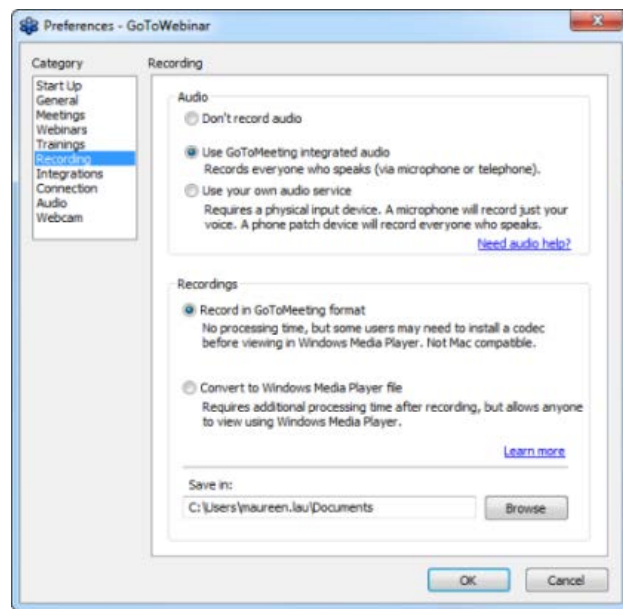 Preferences - GoToWebinar
Category
Start Up
General
Meetings
Webinars
Trainings
Recording
Integrations
Connection
Audio
Webcam
Recording
Audio
Don't record audio
Use GoToMeeting integrated audio
Records everyone who speaks (via microphone or telephone).
Use your own audio service
Requires a physical input device. A microphone will record just your
voice. A phone patch device will record everyone who speaks.
Need audio help?
Recordings
Record in GoToMeeting format
No processing time, but some users may need to install a codec
before viewing in Windows Media Player. Not Mac compatible.
Convert to Windows Media Player file
Requires additional processing time after recording, but allows anyone
to view using Windows Media Player.
Learn more
Save in:
C:\Users\maureen.lau\Documents
Browse
OK
Cancel